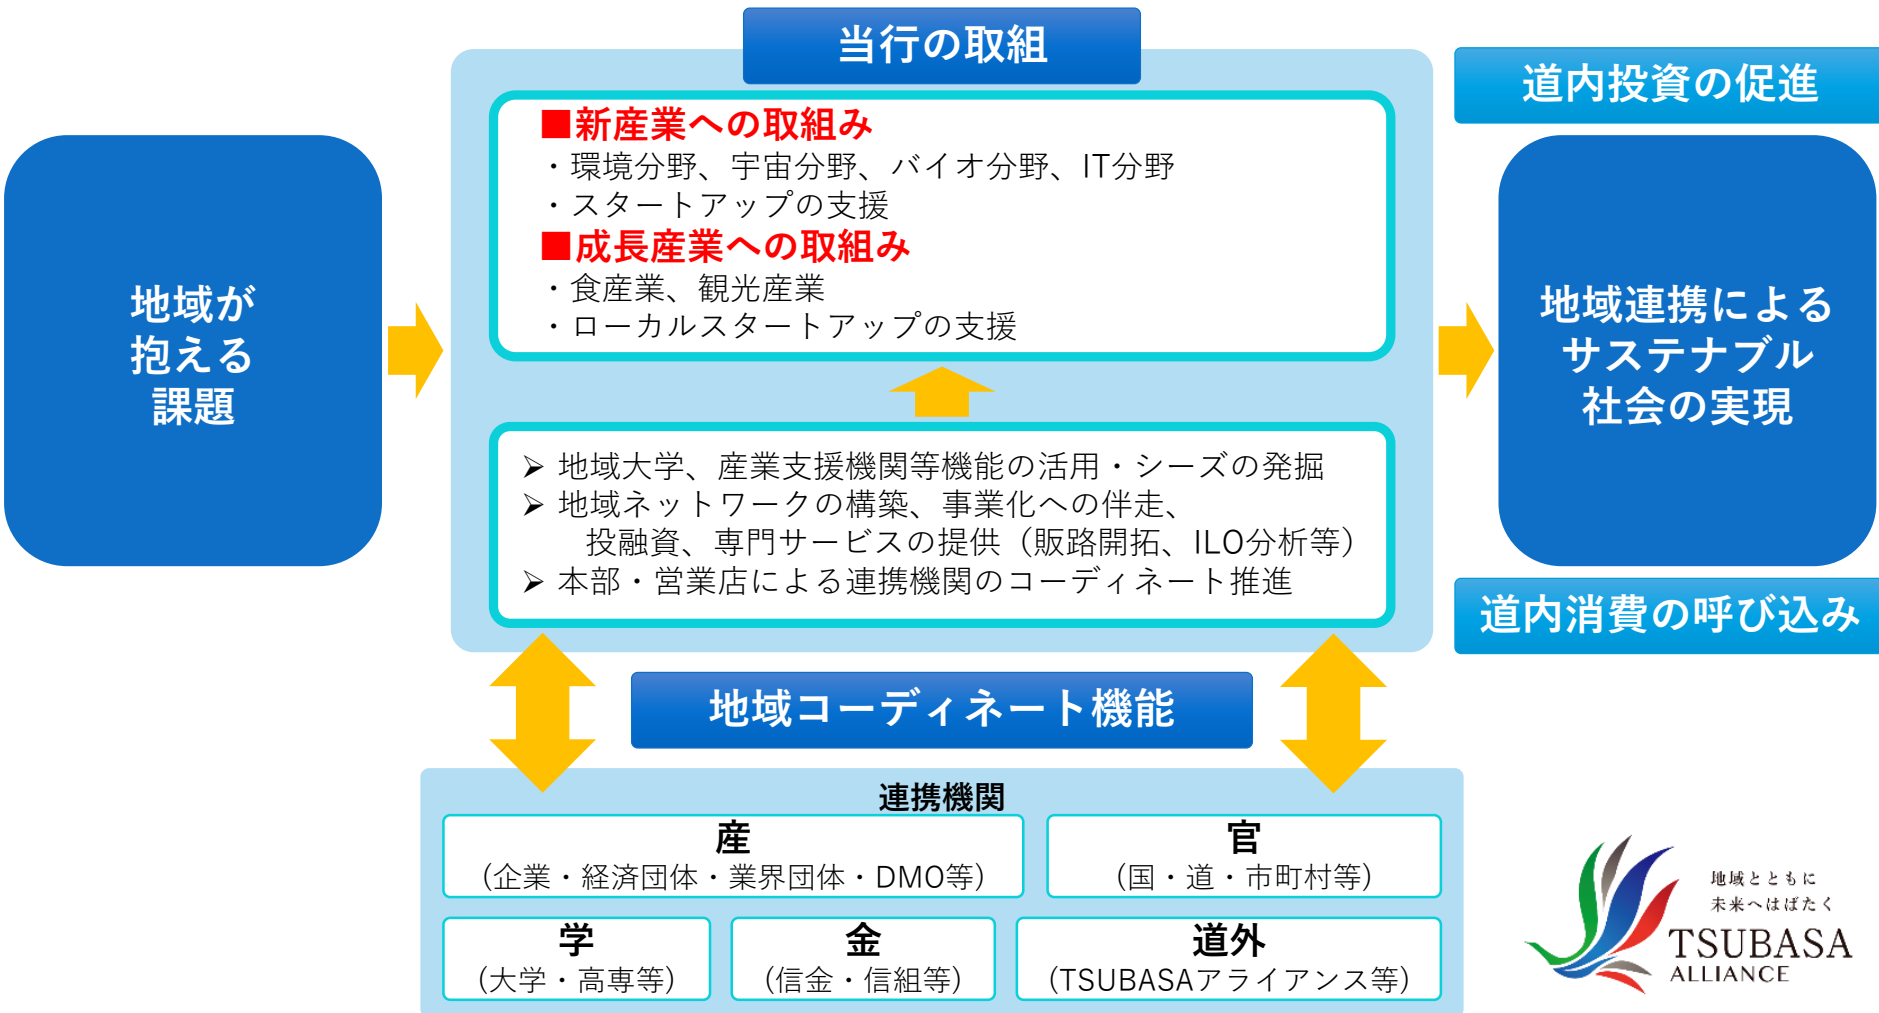 当行の取組
■新産業への取組み
・環境分野、宇宙分野、バイオ分野、IT分野
・スタートアップの支援
■成長産業への取組み
・食産業、観光産業
・ローカルスタートアップの支援
地域が
抱える
課題
➢ 地域大学、産業支援機関等機能の活用・シーズの発掘
➢ 地域ネットワークの構築、事業化への伴走、
投融資、専門サービスの提供（販路開拓、ILO分析等）
➢ 本部・営業店による連携機関のコーディネート推進
道内投資の促進
地域連携による
サステナブル
社会の実現
道内消費の呼び込み
地域コーディネート機能
連携機関
産
(企業・経済団体・業界団体・DMO等)
官
(国・道・市町村等)
学
(大学・高専等)
金
(信金・信組等)
道外
(TSUBASAアライアンス等)
地域とともに
未来へはばたく
TSUBASA
ALLIANCE